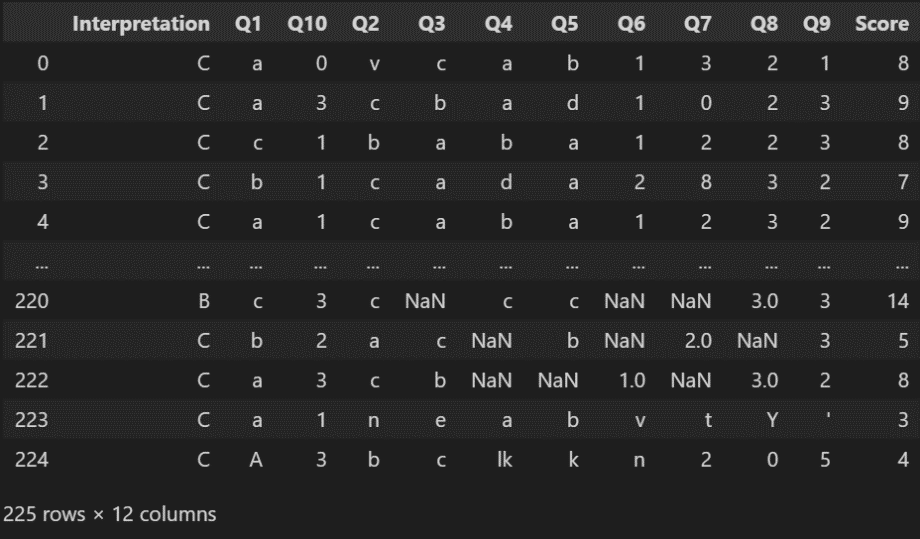 Interpretation Q1 Q10 Q2 Q3 Q4 Q5 Q6 Q7 Q8 Q9 Score
0 C a 0 v c a b 1 3 2 1 8
1 C a 3 c b a d 1 0 2 3 9
2 C c 1 b a b a 1 2 2 3 8
3 C b 1 c a d a 2 8 3 2 7
4 C a 1 c a b a 1 2 3 2 9
... ... ... ... ... ... ... ... ... ... ... ... ...
220 B c 3 c NaN c c NaN NaN 3.0 3 14
221 C b 2 a c NaN b NaN 2.0 NaN 3 5
222 C a 3 c b NaN NaN 1.0 NaN 3.0 2 8
223 C a 1 n e a b v t Y ' 3
224 C A 3 b c lk k n 2 0 5 4
225 rows × 12 columns